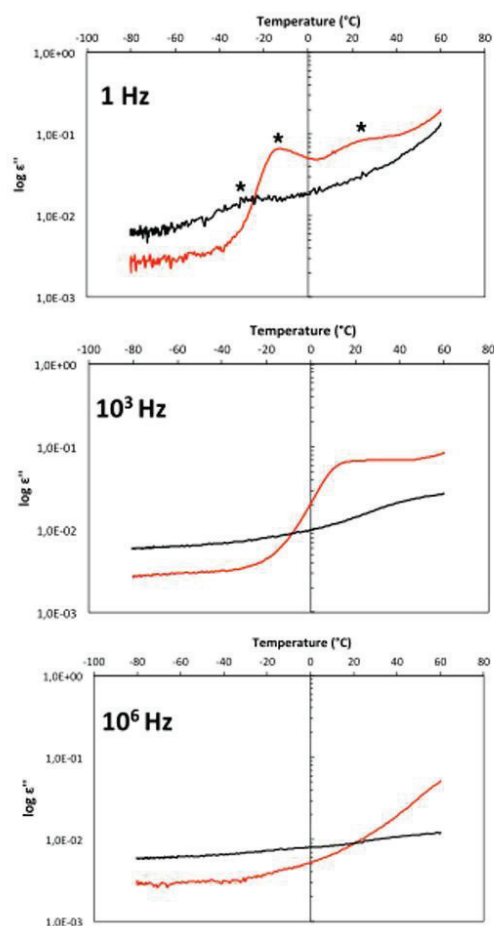 Temperature (°C)
-100 -80 -60 -40 -20 0 20 40 60 80
1,0E+00
1 Hz
1,0E-01
* * *
log ε''
1,0E-02
1,0E-03
Temperature (°C)
-100 -80 -60 -40 -20 0 20 40 60 80
1,0E+00
10³ Hz
1,0E-01
log ε''
1,0E-02
1,0E-03
Temperature (°C)
-100 -80 -60 -40 -20 0 20 40 60 80
1,0E+00
10⁶ Hz
1,0E-01
log ε''
1,0E-02
1,0E-03